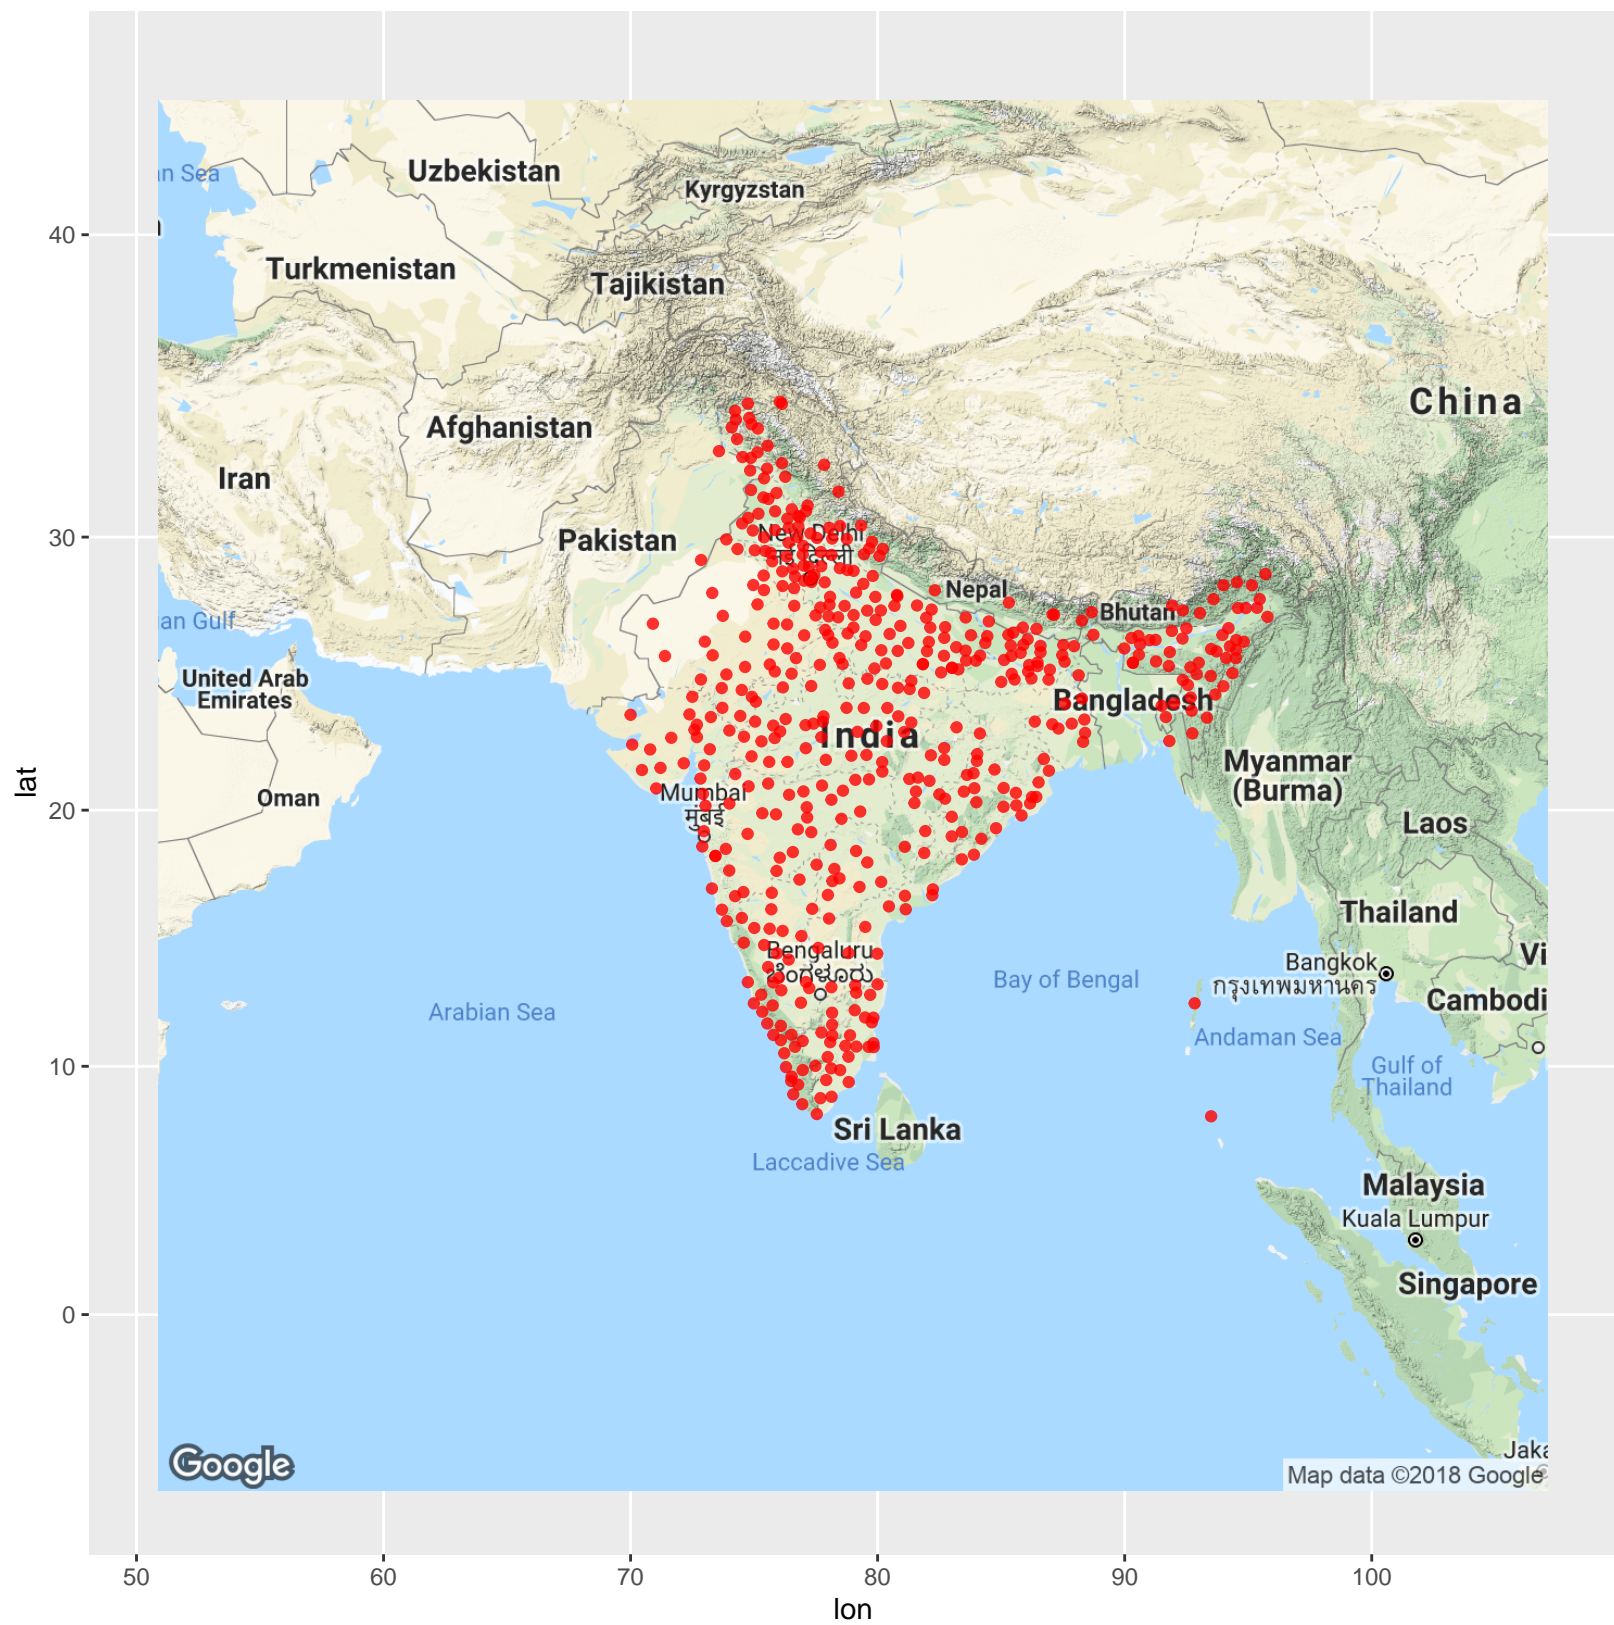 an Sea
Uzbekistan
Kyrgyzstan
40
Turkmenistan
Tajikistan
China
Afghanistan
Iran
30
New Delhi
Pakistan
Nepal
Bhutan
an Gulf
United Arab
Emirates
Bangladesh
India
Myanmar
(Burma)
Mumbai
मुंबई
Oman
20
Laos
lat
Thailand
Bengaluru
ಬೆಂಗಳೂರು
Vi
Bangkok
กรุงเทพมหานคร
Bay of Bengal
Cambodi
Arabian Sea
Andaman Sea
10
Gulf of
Thailand
Sri Lanka
Laccadive Sea
Malaysia
Kuala Lumpur
Singapore
0
Jaka
Google
Map data ©2018 Google
50
60
70
80
90
100
lon